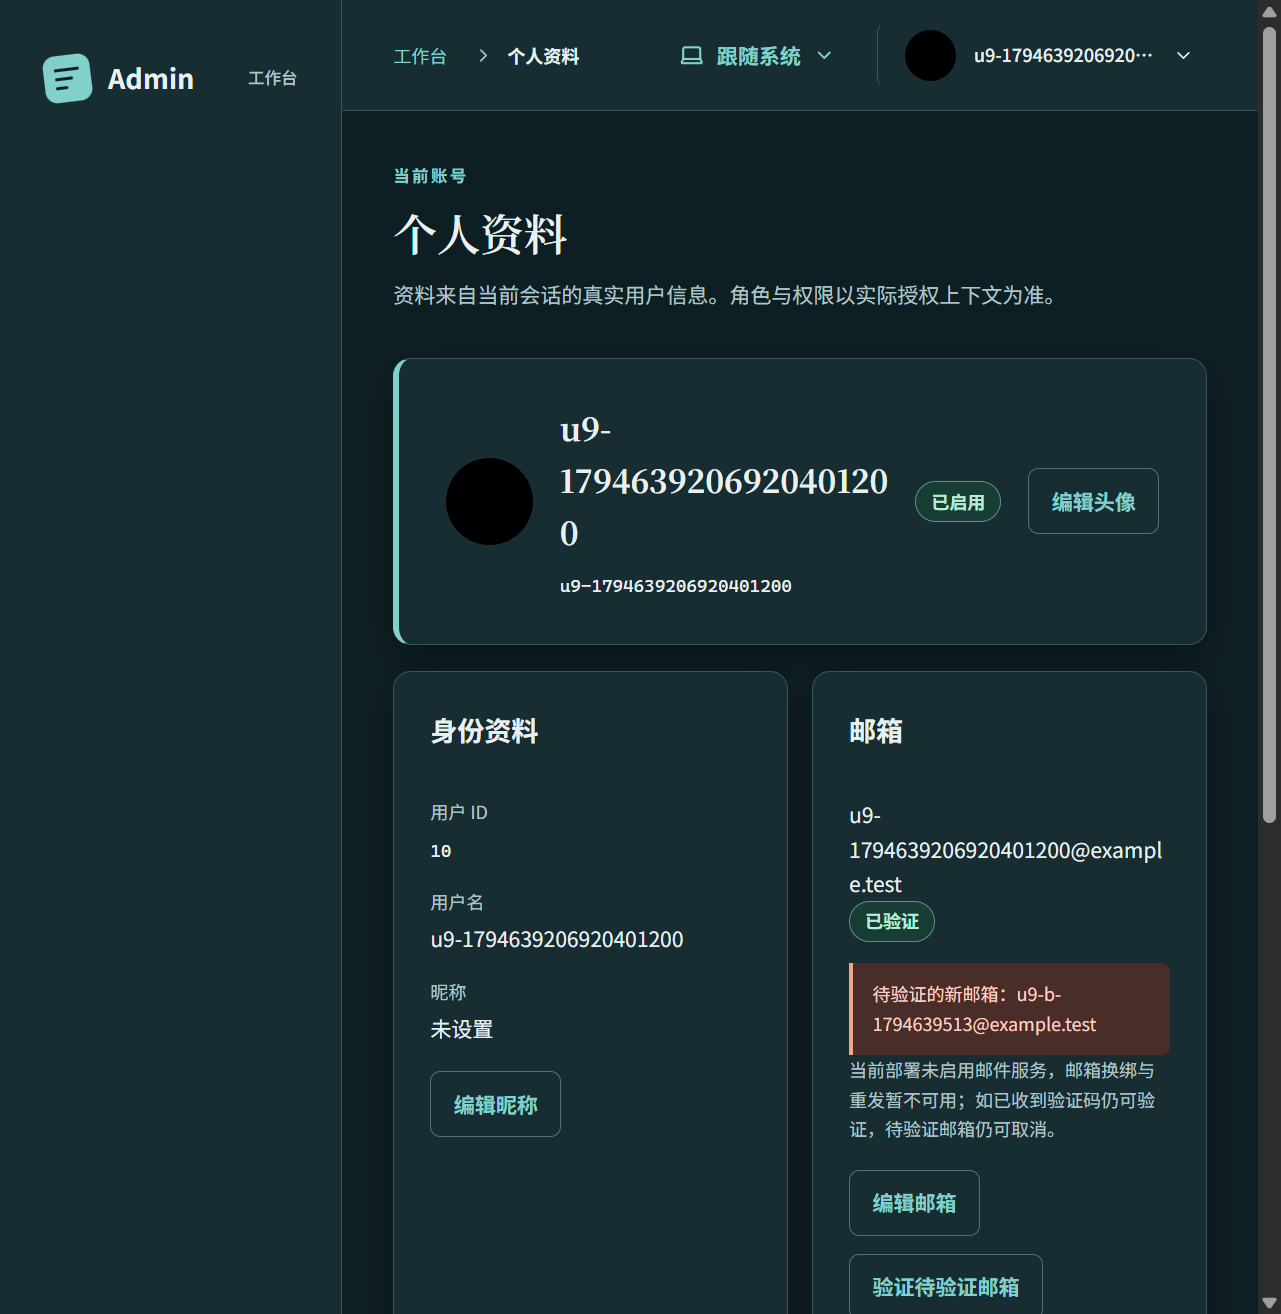 Admin
工作台
工作台
个人资料
跟随系统
u9-1794639206920···
当前账号
个人资料
资料来自当前会话的真实用户信息。角色与权限以实际授权上下文为准。
u9-
179463920692040120
0
u9-1794639206920401200
已启用
编辑头像
身份资料
用户 ID
10
用户名
u9-1794639206920401200
昵称
未设置
编辑昵称
邮箱
u9-
1794639206920401200@exampl
e.test
已验证
待验证的新邮箱：u9-b-
1794639513@example.test
当前部署未启用邮件服务，邮箱换绑与
重发暂不可用；如已收到验证码仍可验
证，待验证邮箱仍可取消。
编辑邮箱
验证待验证邮箱